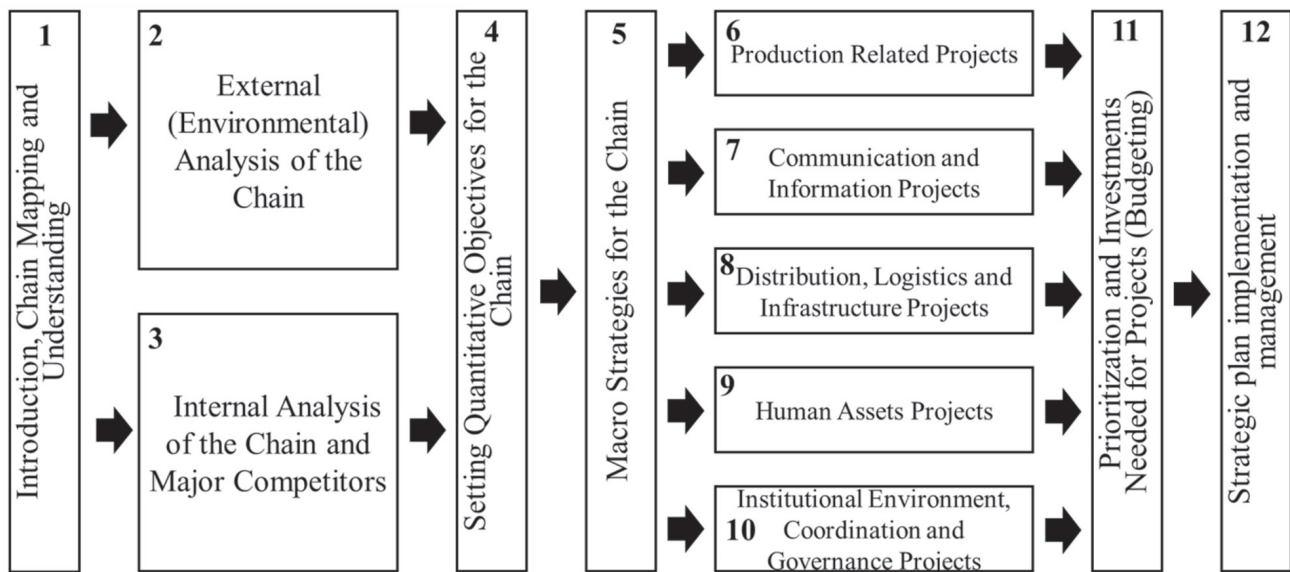 1
Introduction, Chain Mapping and
Understanding
2
External
(Environmental)
Analysis of the
Chain
3
Internal Analysis
of the Chain and
Major Competitors
4
Setting Quantitative Objectives for the
Chain
5
Macro Strategies for the Chain
6
Production Related Projects
7
Communication and
Information Projects
8
Distribution, Logistics and
Infrastructure Projects
9
Human Assets Projects
10
Institutional Environment,
Coordination and
Governance Projects
11
Prioritization and Investments
Needed for Projects (Budgeting)
12
Strategic plan implementation and
management